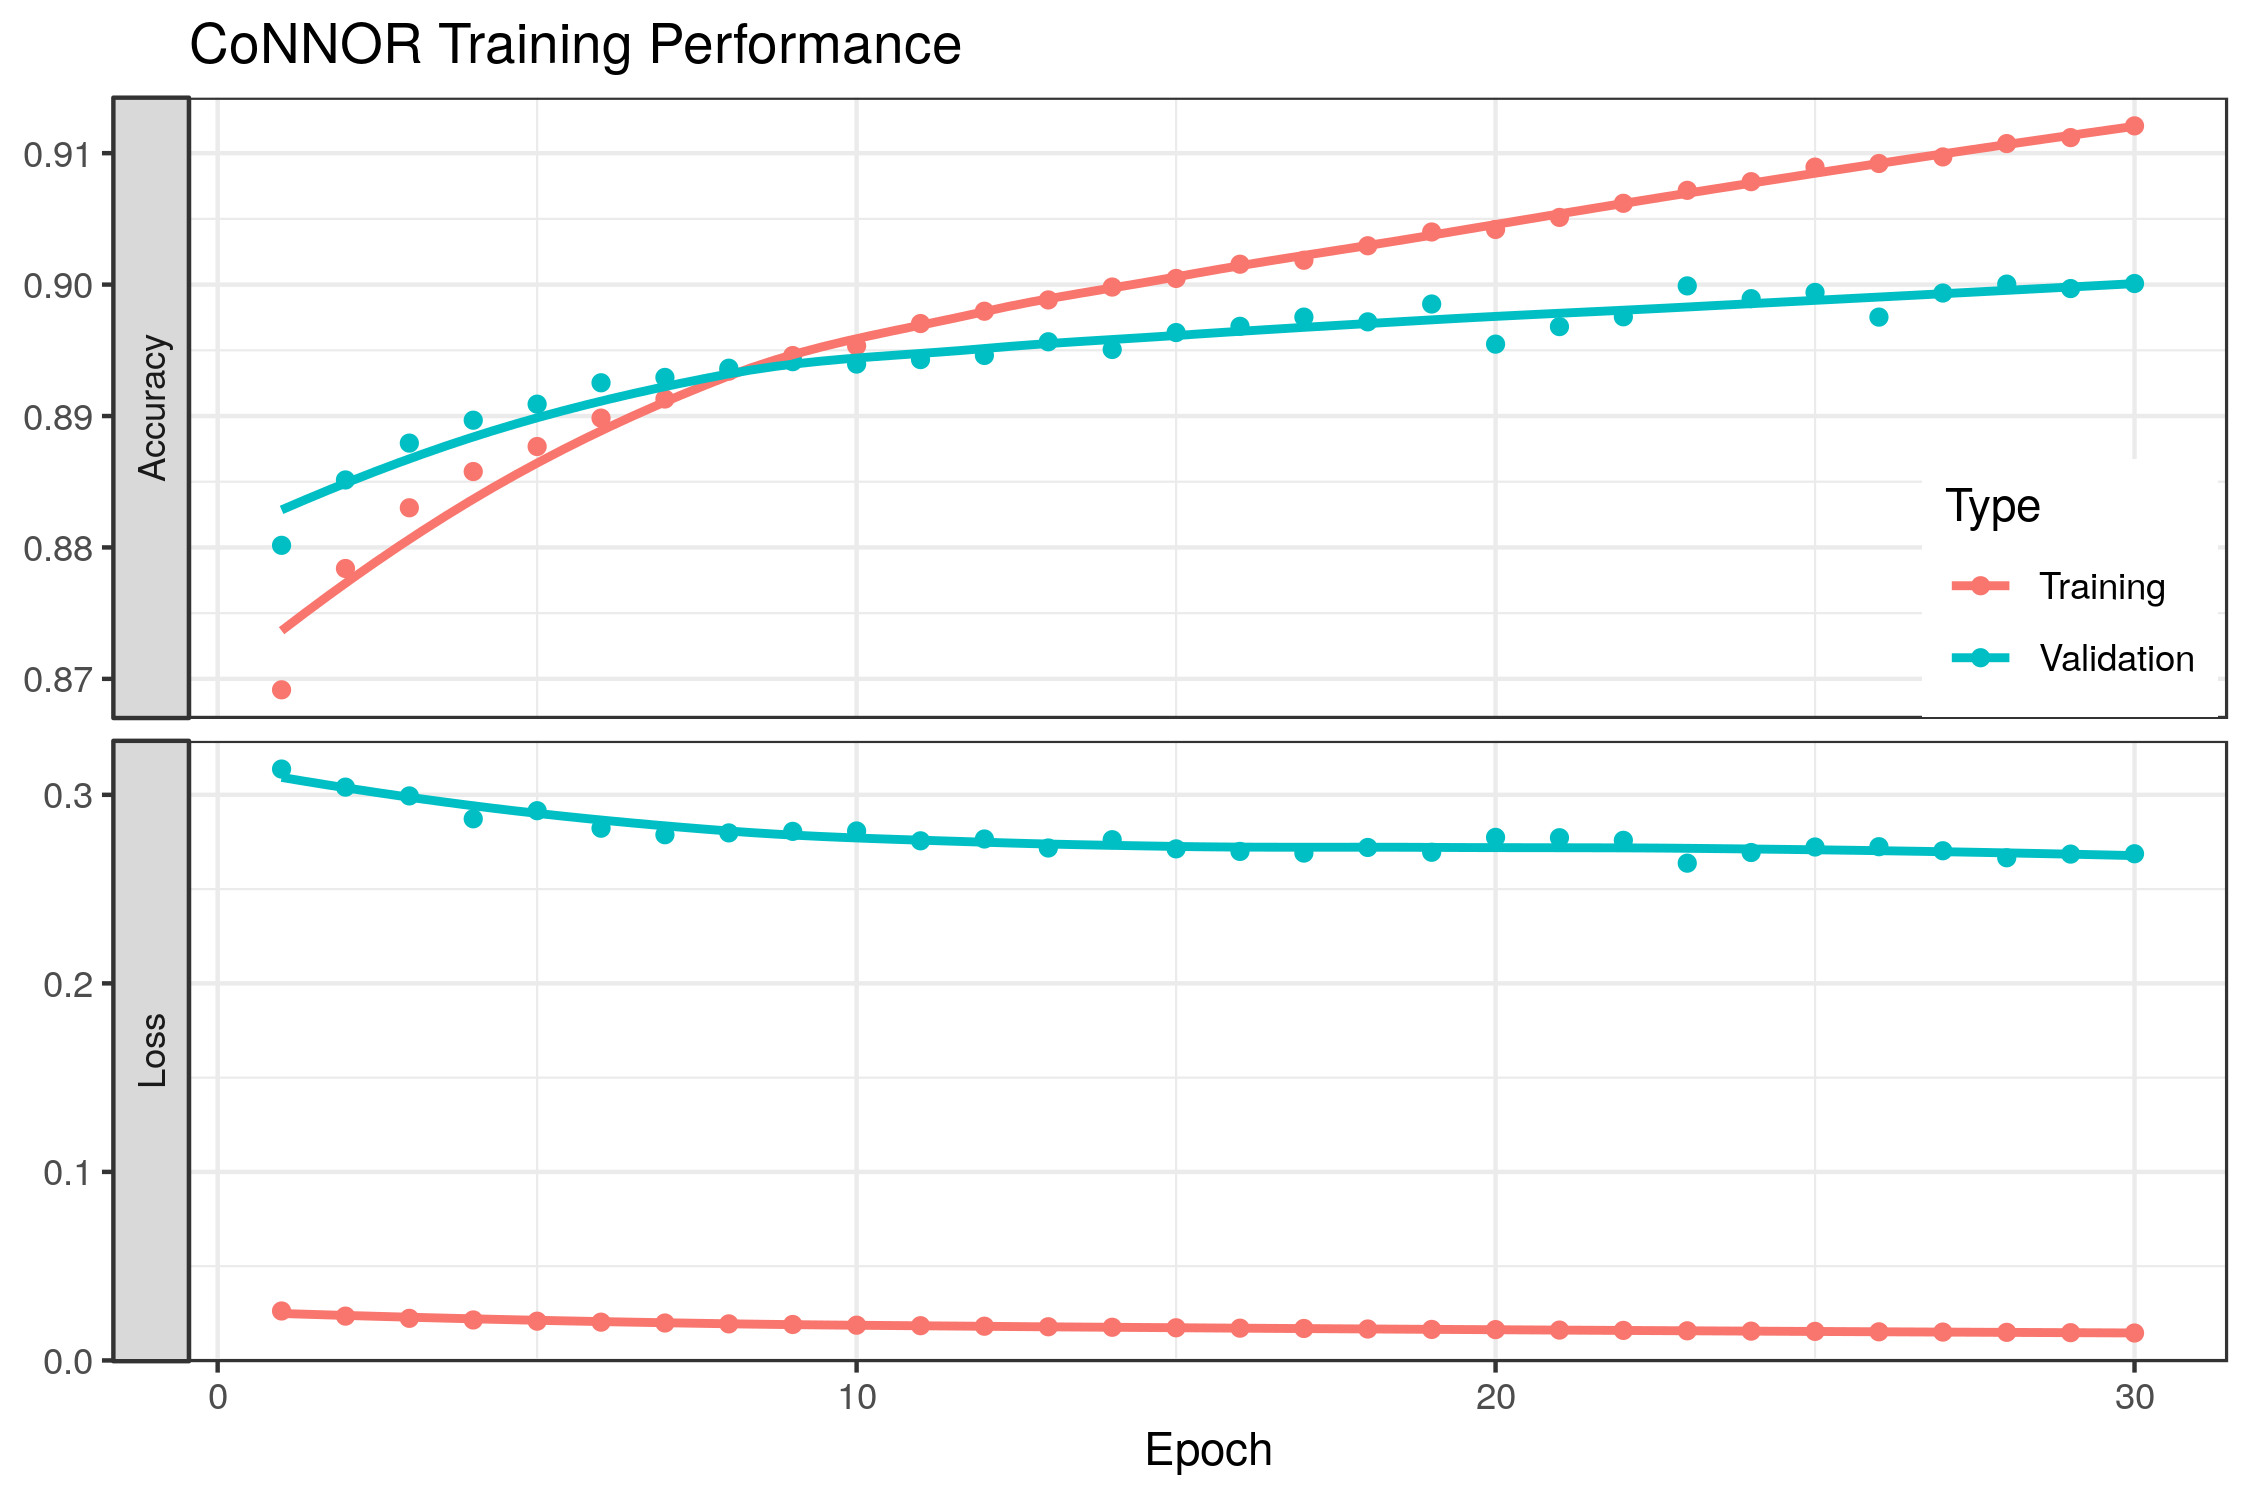 CoNNOR Training Performance
Accuracy
0.91
0.90
0.89
0.88
0.87
Type
Training
Validation
Loss
0.3
0.2
0.1
0.0
0 10 20 30
Epoch